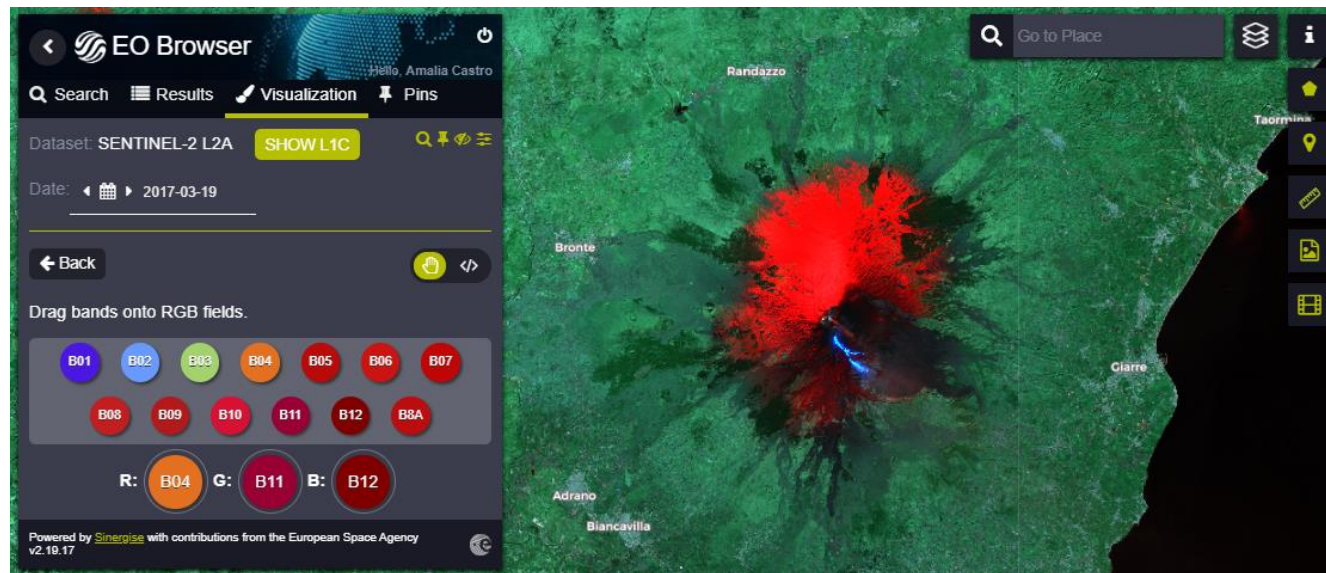 EO Browser
Hello, Amalia Castro
Search Results Visualization Pins
Dataset: SENTINEL-2 L2A SHOW L1C
Date: 2017-03-19
Back </>
Drag bands onto RGB fields.
B01 B02 B03 B04 B05 B06 B07
B08 B09 B10 B11 B12 B8A
R: B04 G: B11 B: B12
Powered by Sinergise with contributions from the European Space Agency
v2.19.17
Go to Place
i
Randazzo
Taormina
Bronte
Giarre
Adrano
Biancavilla